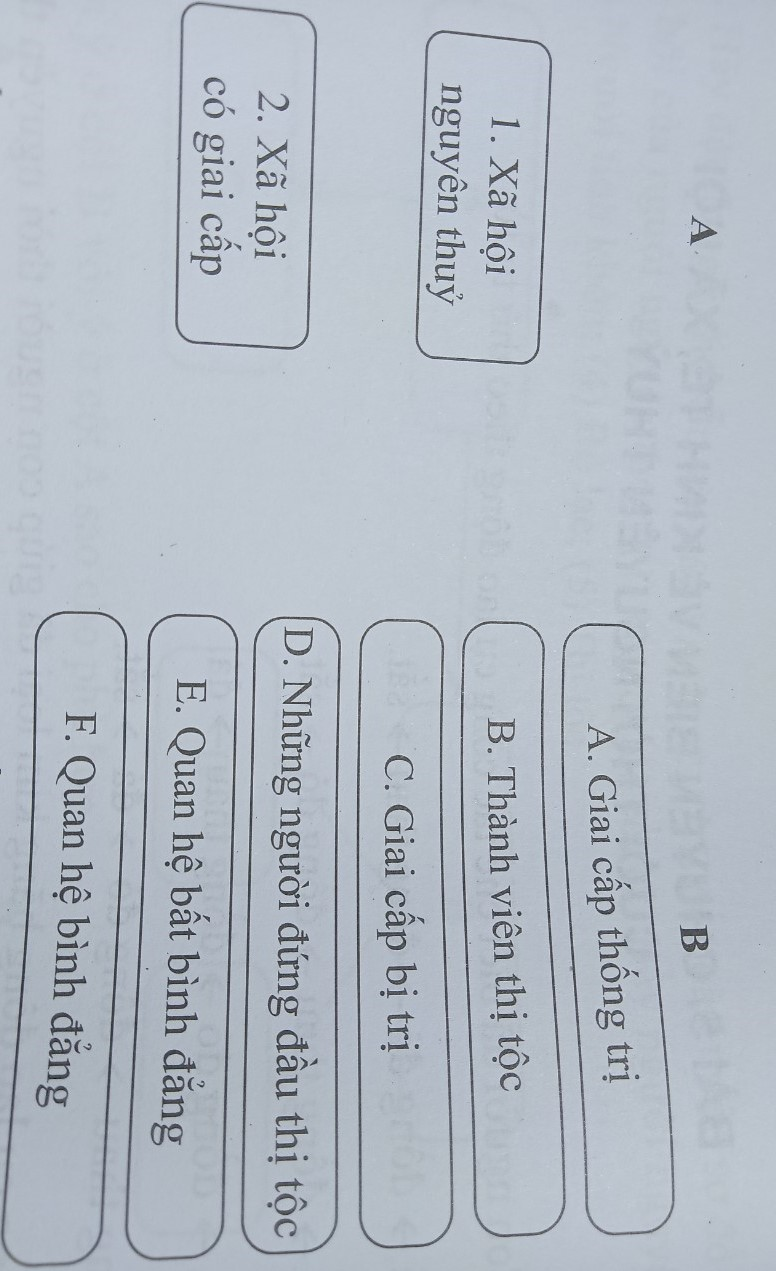 A
B
1. Xã hội
nguyên thuỷ
2. Xã hội
có giai cấp
A. Giai cấp thống trị
B. Thành viên thị tộc
C. Giai cấp bị trị
D. Những người đứng đầu thị tộc
E. Quan hệ bất bình đẳng
F. Quan hệ bình đẳng